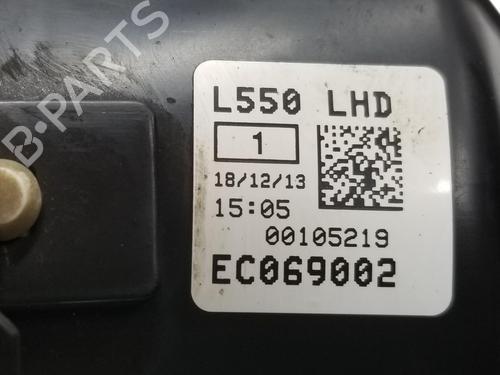 B-PARTS
L550 LHD
1
18/12/13
15:05
00105219
EC069002